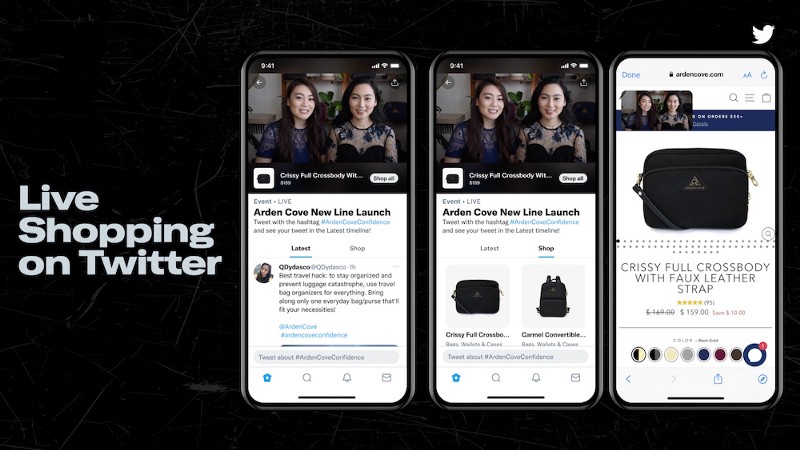 Live
Shopping
on Twitter
9:41
Crissy Full Crossbody Wit...
$159
Shop all
Event • LIVE
Arden Cove New Line Launch
Tweet with the hashtag #ArdenCoveConfidence
and see your tweet in the Latest timeline!
Latest
Shop
QDydasco @QDydasco · 1h
Best travel hack: to stay organized and
prevent luggage catastrophe, use travel
bag organizers for everything. Bring
along only one everyday bag/purse that'll
fit your necessities!
@ArdenCove
#ardencoveconfidence
Tweet about #ArdenCoveConfidence
9:41
Crissy Full Crossbody Wit...
$159
Shop all
Event • LIVE
Arden Cove New Line Launch
Tweet with the hashtag #ArdenCoveConfidence
and see your tweet in the Latest timeline!
Latest
Shop
Crissy Full Crossbo...
Bags, Wallets & Cases
Carmel Convertible...
Bags, Wallets & Cases
Tweet about #ArdenCoveConfidence
Done
ardencove.com
AA
G ON ORDERS $50+
Details
ARDEN COVE
CRISSY FULL CROSSBODY
WITH FAUX LEATHER
STRAP
(95)
$ 169.00 $ 159.00 Save $ 10.00
COLOR - Black Gold
1